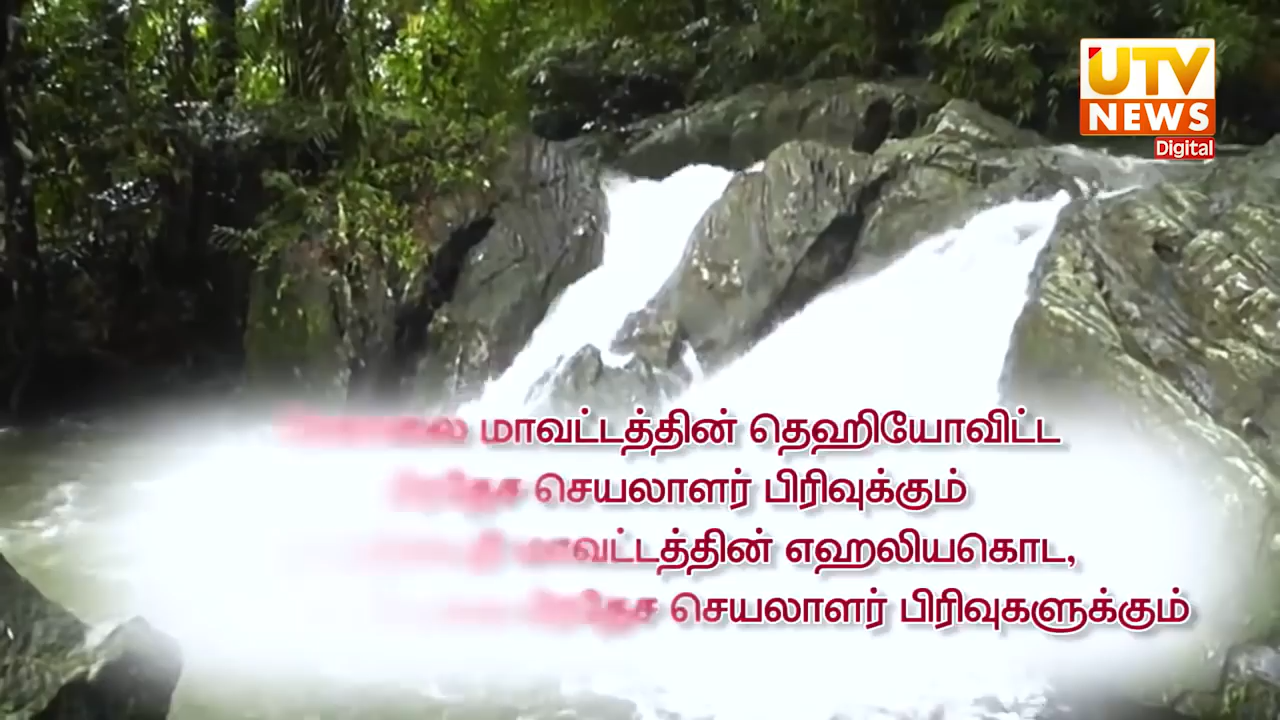 UTV
NEWS
Digital
மாவட்டத்தின் தெஹியோவிட்ட
செயலாளர் பிரிவுக்கும்
மாவட்டத்தின் எஹலியகொட,
செயலாளர் பிரிவுகளுக்கும்